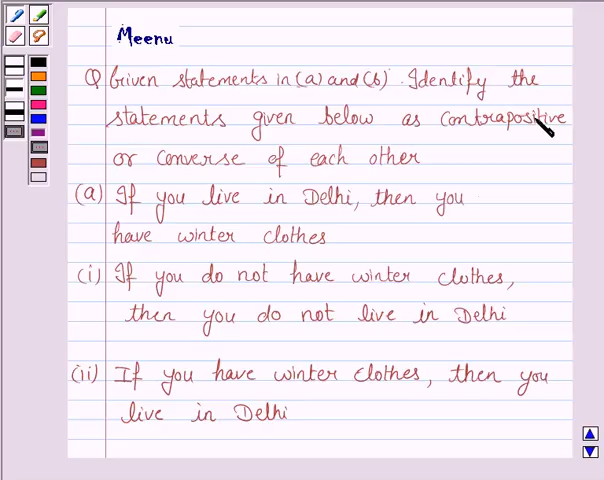 Meenu
Q Given statements in (a) and (b). Identify the
statements given below as contrapositive
or converse of each other
(a) If you live in Delhi, then you
have winter clothes
(i) If you do not have winter clothes,
then you do not live in Delhi
(ii) If you have winter clothes, then you
live in Delhi